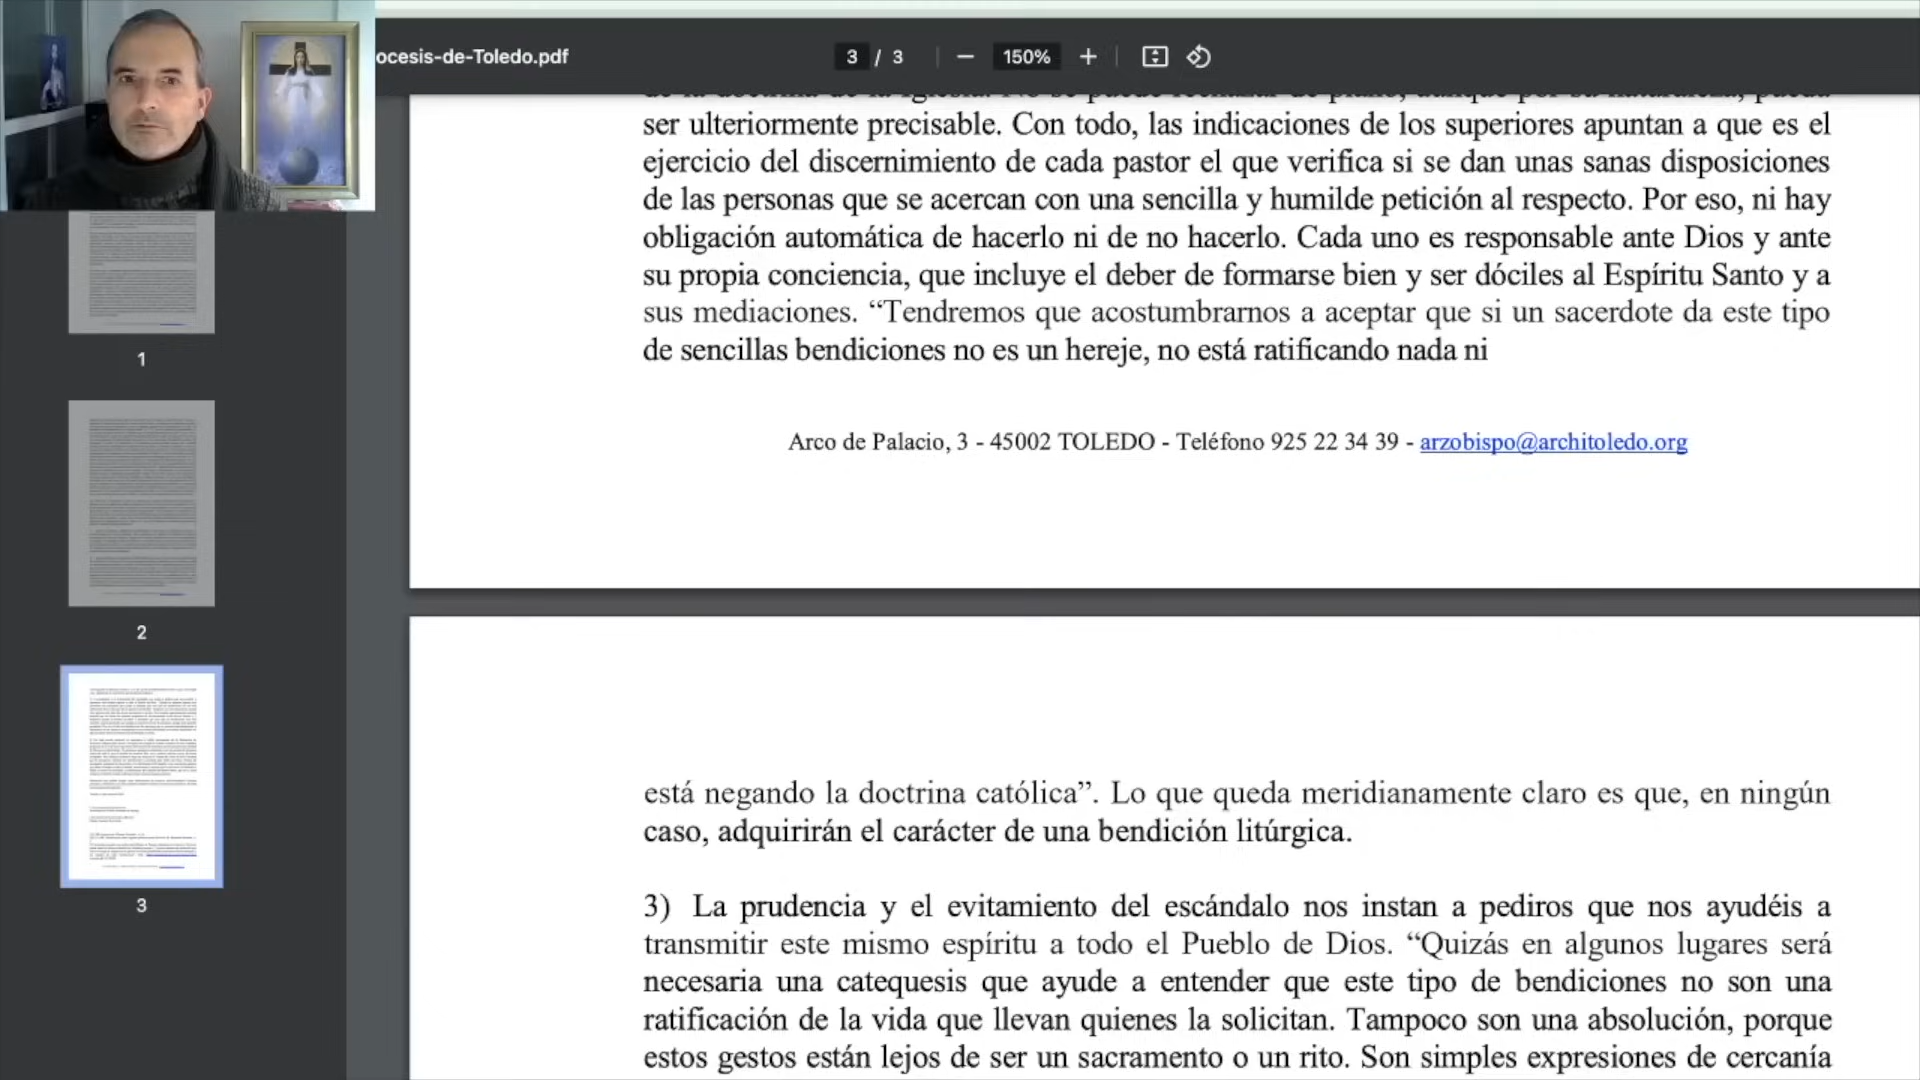 ocesis-de-Toledo.pdf
3 / 3
150%
ser ulteriormente precisable. Con todo, las indicaciones de los superiores apuntan a que es el
ejercicio del discernimiento de cada pastor el que verifica si se dan unas sanas disposiciones
de las personas que se acercan con una sencilla y humilde petición al respecto. Por eso, ni hay
obligación automática de hacerlo ni de no hacerlo. Cada uno es responsable ante Dios y ante
su propia conciencia, que incluye el deber de formarse bien y ser dóciles al Espíritu Santo y a
sus mediaciones. “Tendremos que acostumbrarnos a aceptar que si un sacerdote da este tipo
de sencillas bendiciones no es un hereje, no está ratificando nada ni
Arco de Palacio, 3 - 45002 TOLEDO - Teléfono 925 22 34 39 - arzobispo@architoledo.org
está negando la doctrina católica”. Lo que queda meridianamente claro es que, en ningún
caso, adquirirán el carácter de una bendición litúrgica.
3) La prudencia y el evitamiento del escándalo nos instan a pediros que nos ayudéis a
transmitir este mismo espíritu a todo el Pueblo de Dios. “Quizás en algunos lugares será
necesaria una catequesis que ayude a entender que este tipo de bendiciones no son una
ratificación de la vida que llevan quienes la solicitan. Tampoco son una absolución, porque
estos gestos están lejos de ser un sacramento o un rito. Son simples expresiones de cercanía
1
2
3